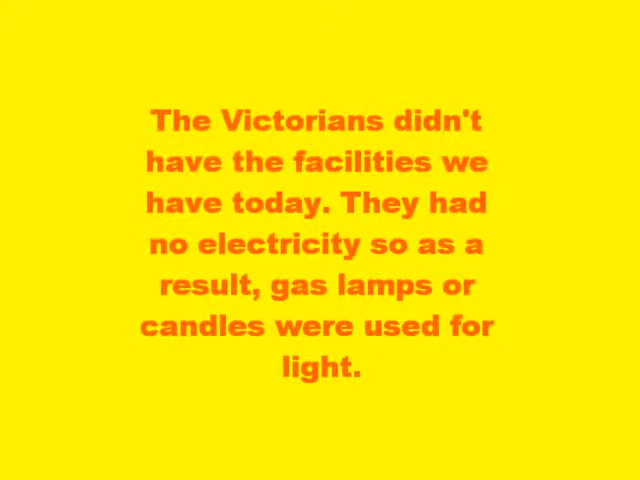 The Victorians didn't
have the facilities we
have today. They had
no electricity so as a
result, gas lamps or
candles were used for
light.